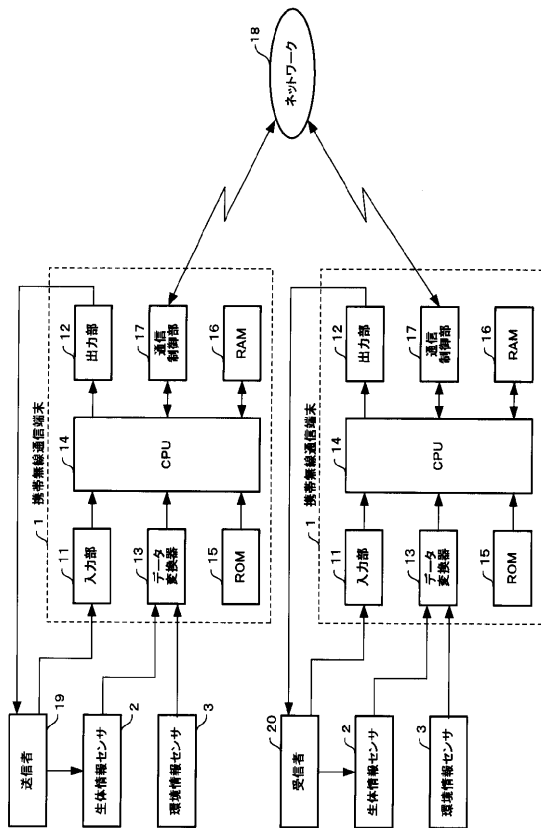 送信者
19
生体情報センサ
2
環境情報センサ
3
1
携帯無線通信端末
入力部
11
データ
変換器
13
ROM
15
CPU
14
出力部
12
通信
制御部
17
RAM
16
ネットワーク
18
受信者
20
生体情報センサ
2
環境情報センサ
3
1
携帯無線通信端末
入力部
11
データ
変換器
13
ROM
15
CPU
14
出力部
12
通信
制御部
17
RAM
16